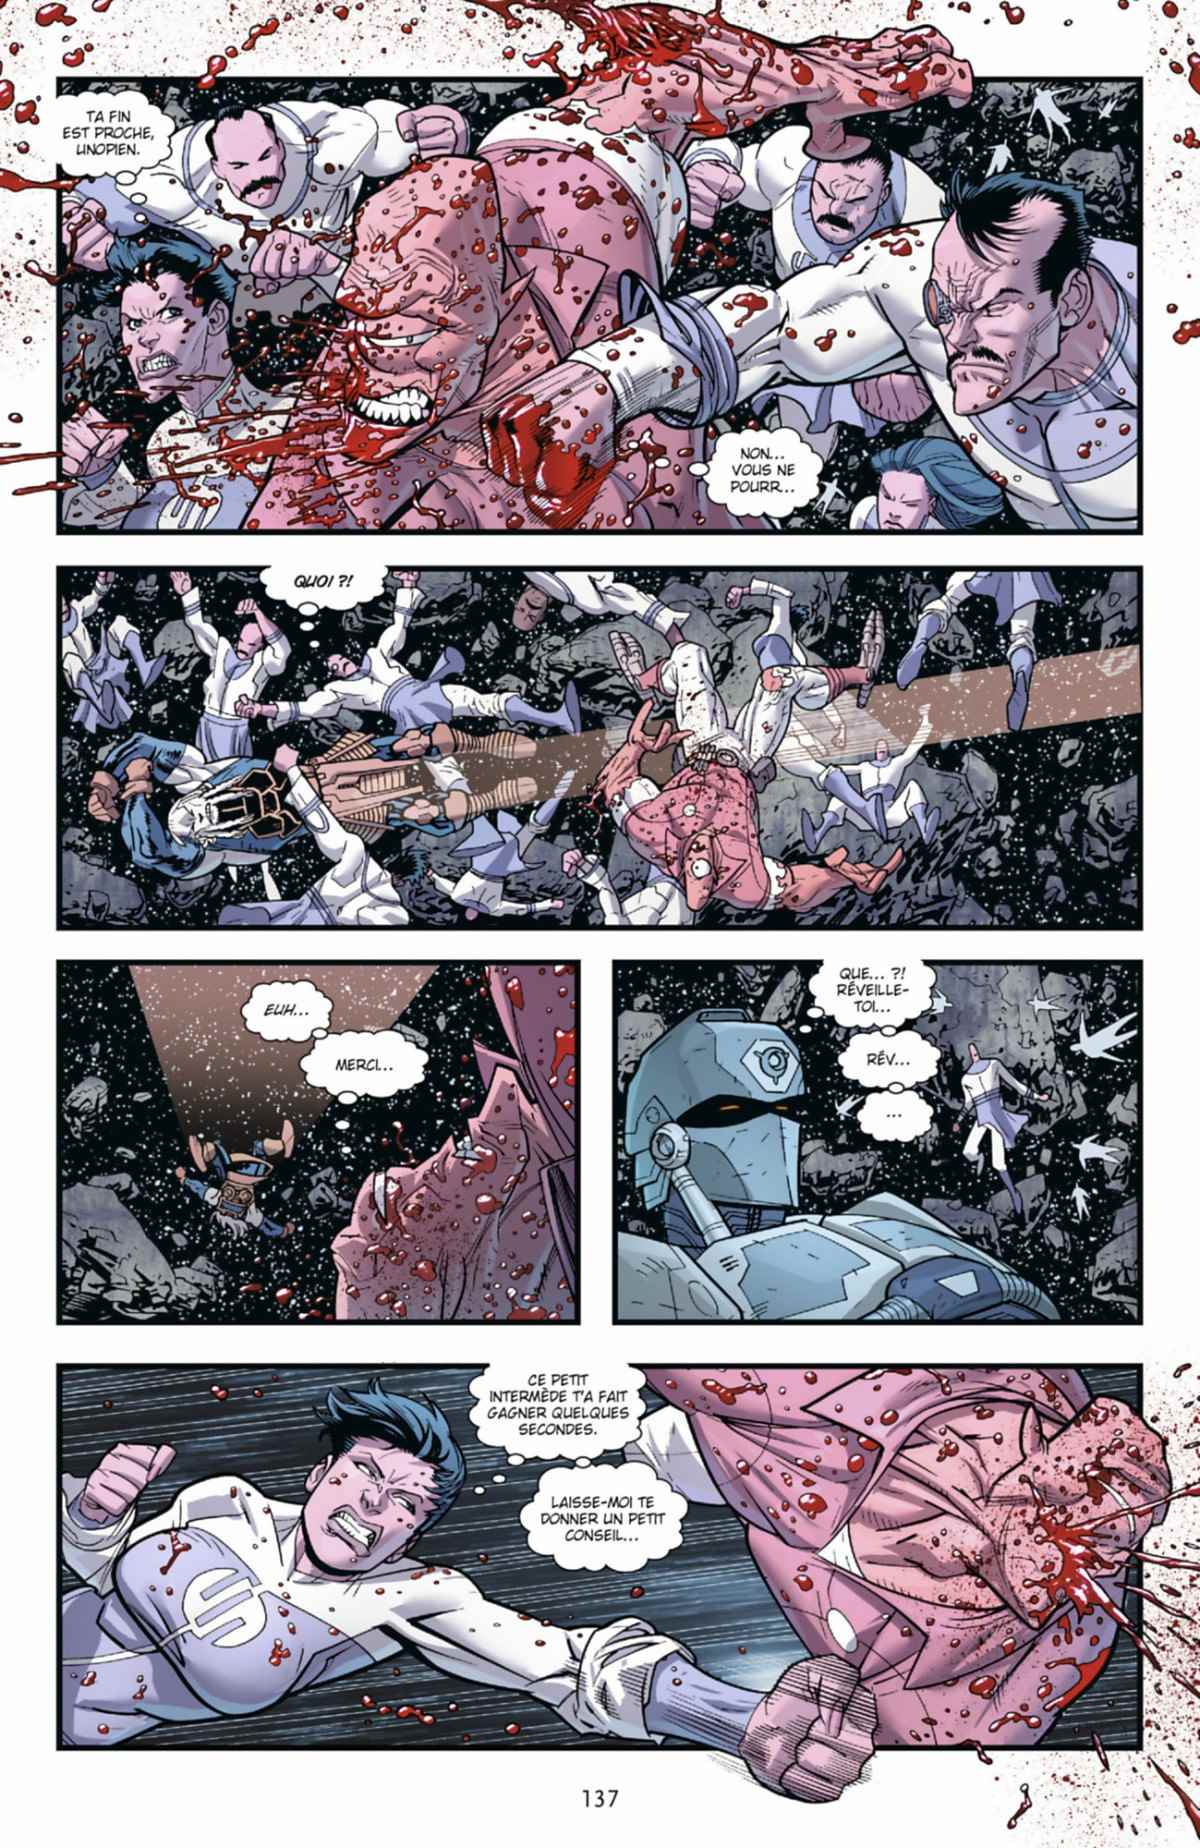 TA FIN
EST PROCHE,
UNOPIEN.
NON...
VOUS NE
POURR...
QUOI ?!
EUH...
MERCI...
QUE... ?!
RÉVEILLE-
TOI...
RÊV...
...
CE PETIT
INTERMÈDE T'A FAIT
GAGNER QUELQUES
SECONDES.
LAISSE-MOI TE
DONNER UN PETIT
CONSEIL...
137